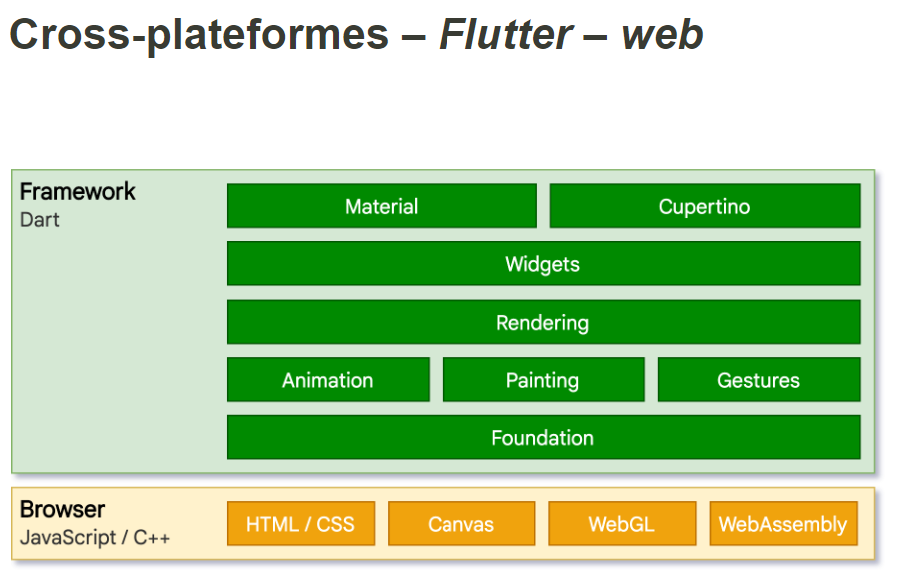 Cross-plateformes – Flutter – web
Framework
Dart
Material
Cupertino
Widgets
Rendering
Animation
Painting
Gestures
Foundation
Browser
JavaScript / C++
HTML / CSS
Canvas
WebGL
WebAssembly